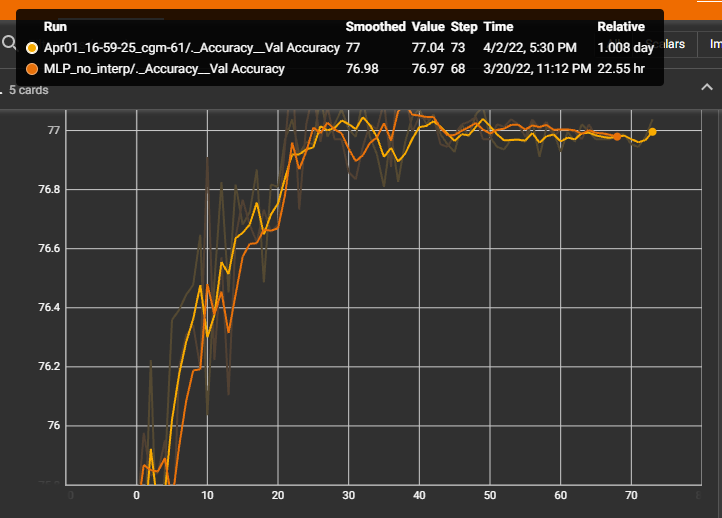 Run Smoothed Value Step Time Relative
Apr01_16-59-25_cgm-61/._Accuracy__Val Accuracy 77 77.04 73 4/2/22, 5:30 PM 1.008 day
MLP_no_interp/._Accuracy__Val Accuracy 76.98 76.97 68 3/20/22, 11:12 PM 22.55 hr
alars
Im
5 cards
77
76.8
76.6
76.4
76.2
76
0 10 20 30 40 50 60 70